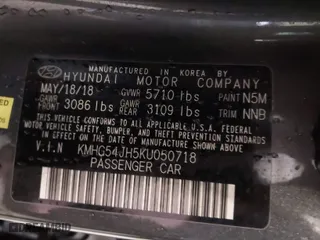 MANUFACTURED IN KOREA BY
HYUNDAI MOTOR COMPANY
MAY/18/18 GVWR 5710 lbs PAINT N5M
GAWR FRONT 3086 lbs GAWR REAR 3109 lbs TRIM NNB
THIS VEHICLE CONFORMS TO ALL APPLICABLE
U.S. FEDERAL MOTOR VEHICLE
SAFETY, BUMPER, AND THEFT
PREVENTION STANDARDS IN EFFECT ON THE
DATE OF MANUFACTURE SHOWN ABOVE.
V.I.N KMHG54JH5KU050718
PASSENGER CAR